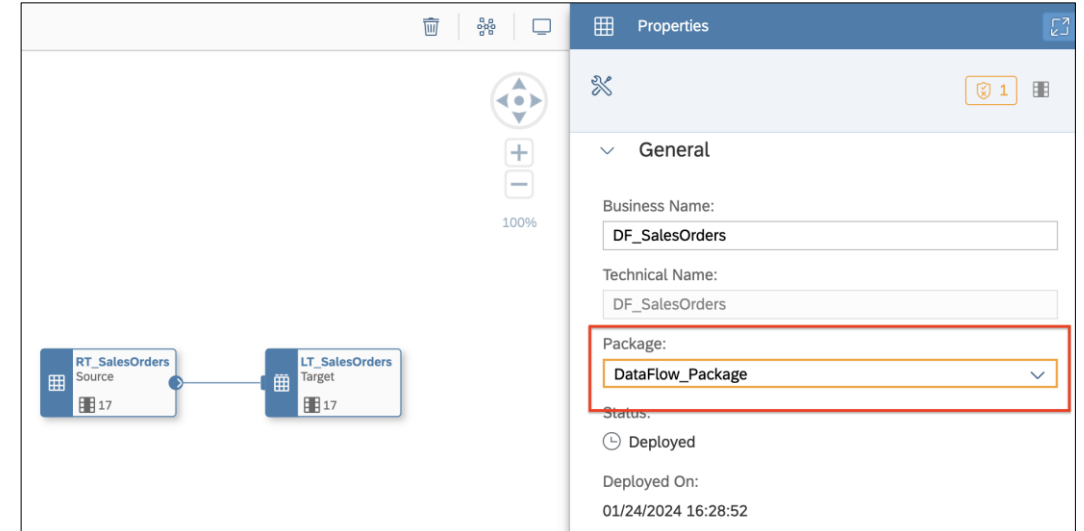 Properties
1
General
100%
Business Name:
DF_SalesOrders
Technical Name:
DF_SalesOrders
Package:
DataFlow_Package
Status:
Deployed
Deployed On:
01/24/2024 16:28:52
RT_SalesOrders
Source
17
LT_SalesOrders
Target
17